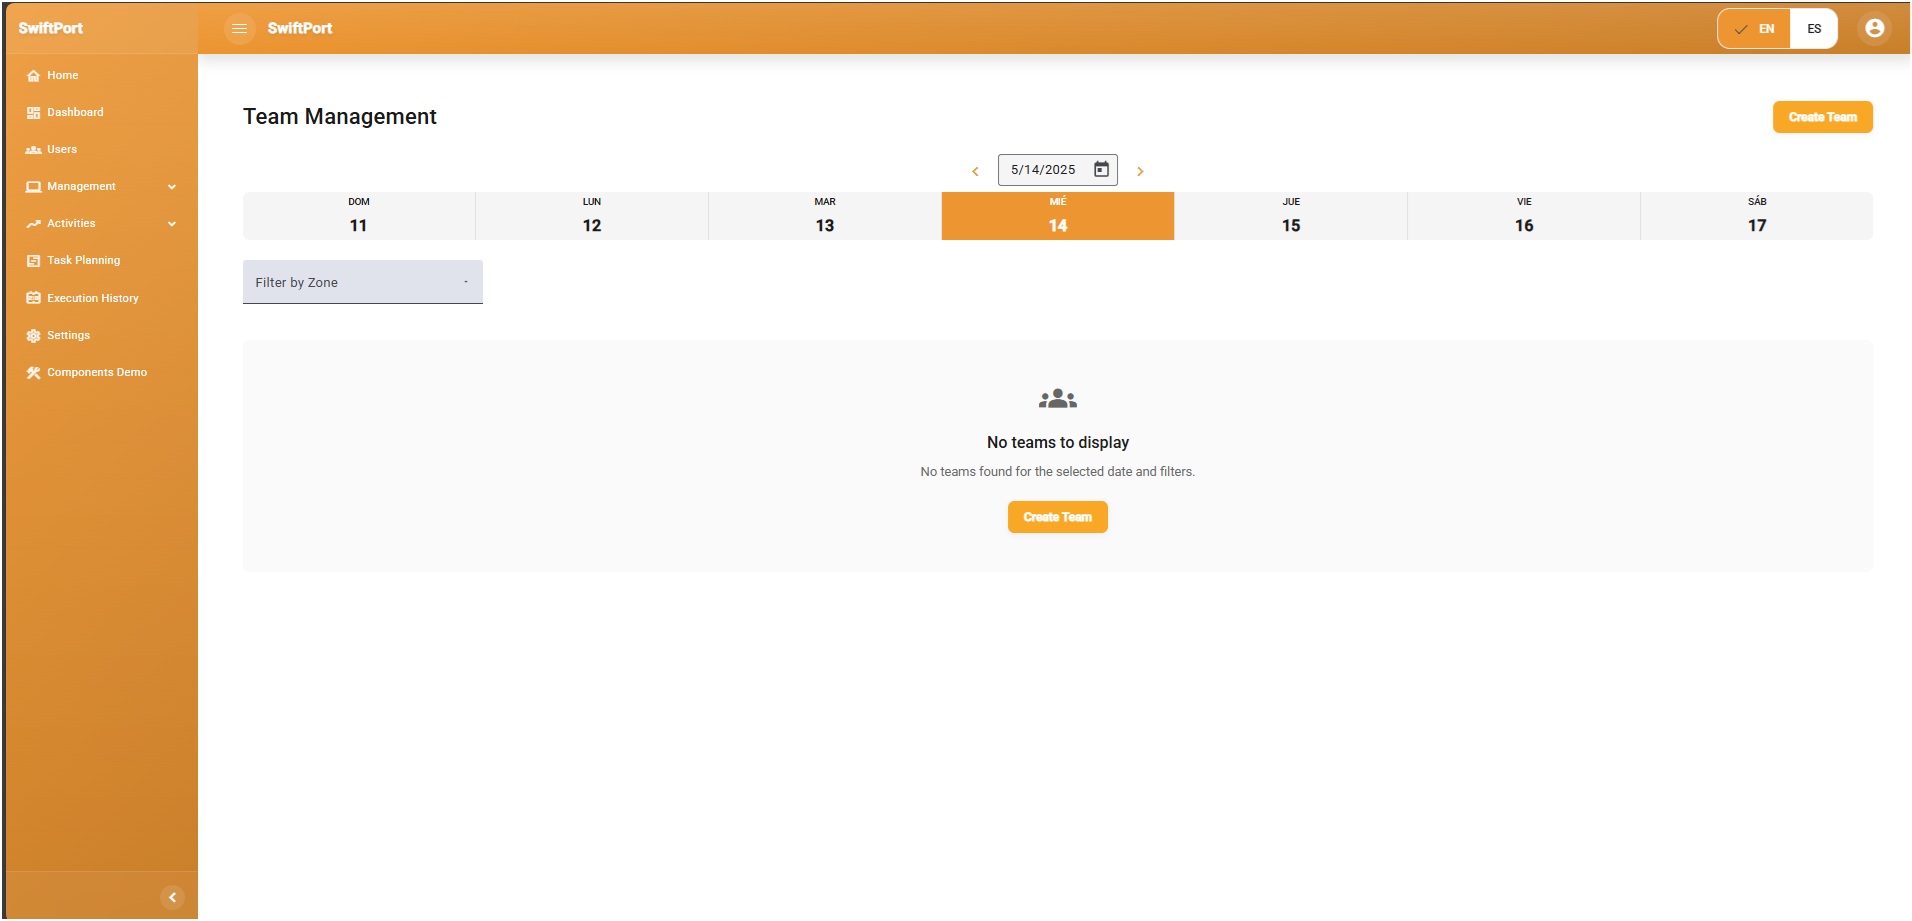 SwiftPort
SwiftPort
EN
ES
Home
Dashboard
Users
Management
Activities
Task Planning
Execution History
Settings
Components Demo
Team Management
Create Team
5/14/2025
DOM
11
LUN
12
MAR
13
MIÉ
14
JUE
15
VIE
16
SÁB
17
Filter by Zone
No teams to display
No teams found for the selected date and filters.
Create Team